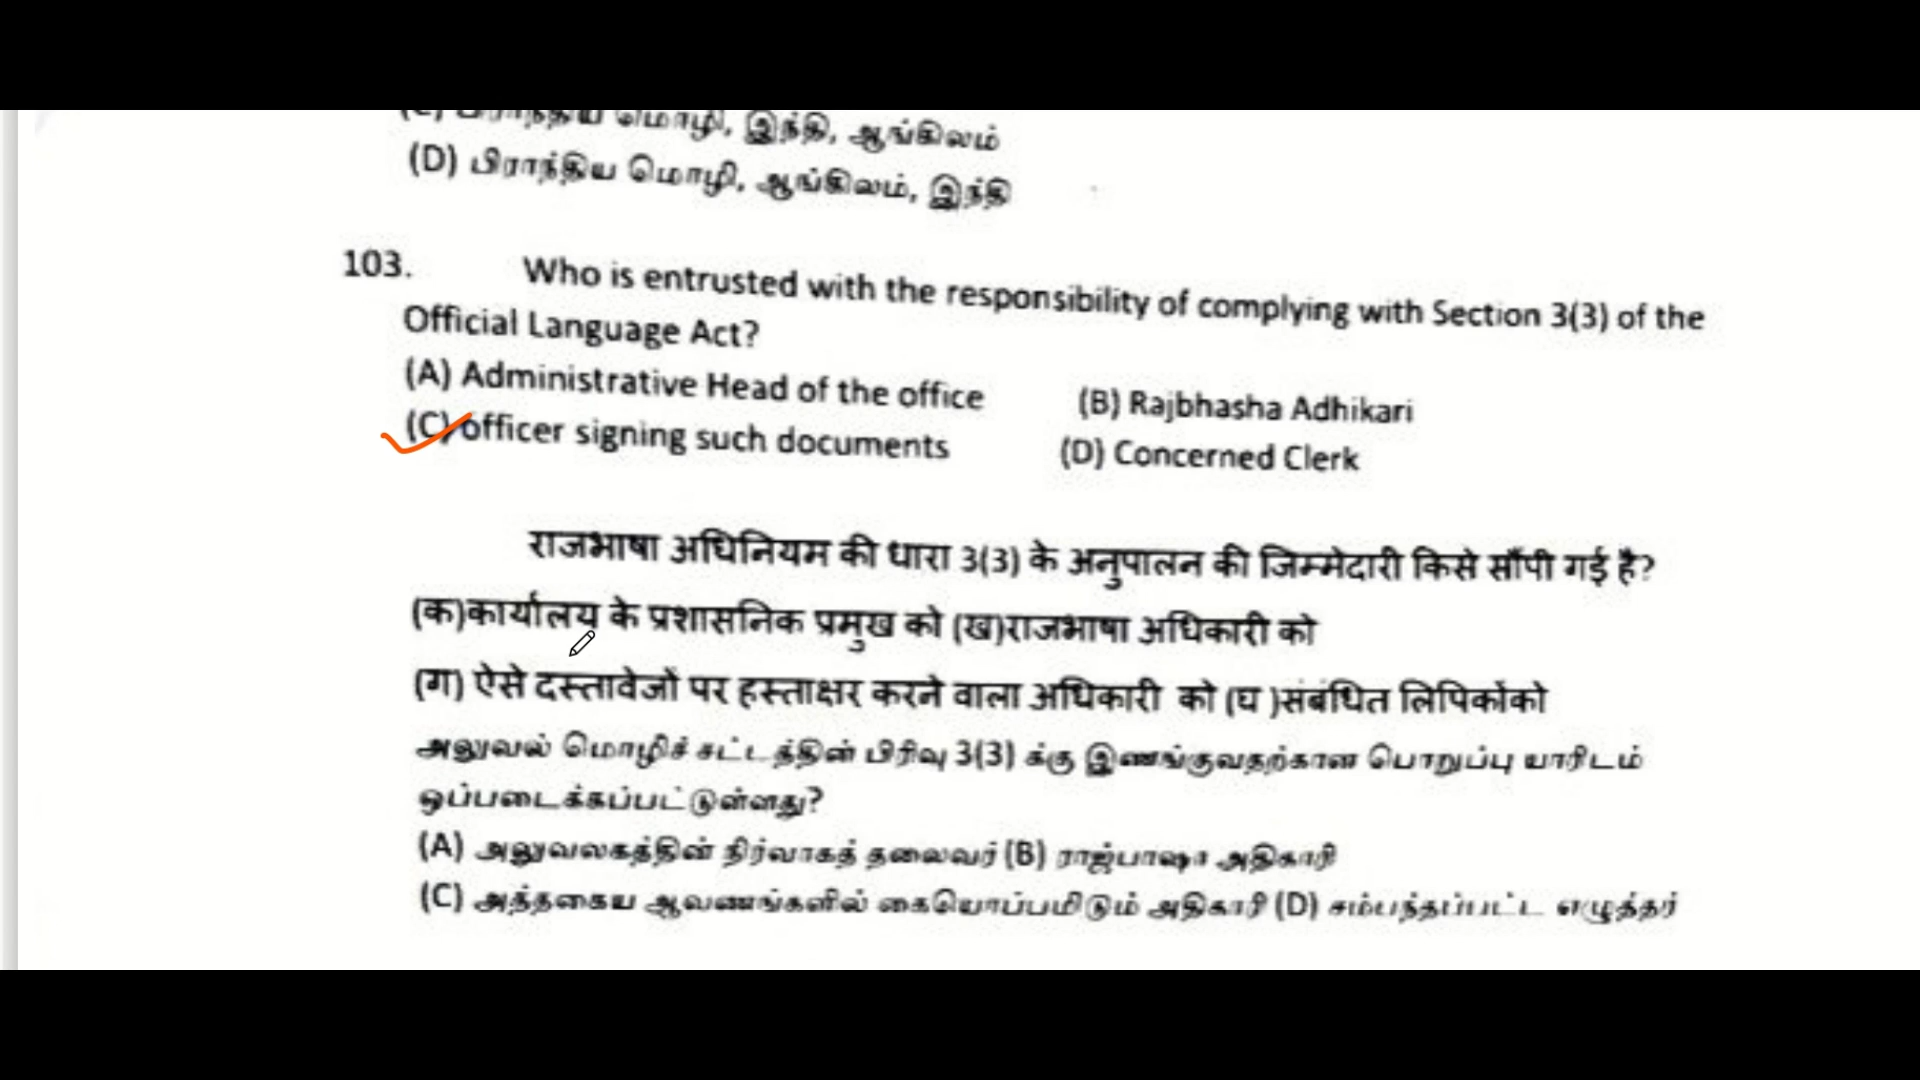 (C) பிராந்திய மொழி, இந்தி, ஆங்கிலம்
(D) பிராந்திய மொழி, ஆங்கிலம், இந்தி
103. Who is entrusted with the responsibility of complying with Section 3(3) of the
Official Language Act?
(A) Administrative Head of the office (B) Rajbhasha Adhikari
(C) officer signing such documents (D) Concerned Clerk
राजभाषा अधिनियम की धारा 3(3) के अनुपालन की जिम्मेदारी किसे सौंपी गई है?
(क)कार्यालय के प्रशासनिक प्रमुख को (ख)राजभाषा अधिकारी को
(ग) ऐसे दस्तावेजों पर हस्ताक्षर करने वाला अधिकारी को (घ )संबंधित लिपिकोंको
அலுவல் மொழிச் சட்டத்தின் பிரிவு 3(3) க்கு இணங்குவதற்கான பொறுப்பு யாரிடம்
ஒப்படைக்கப்பட்டுள்ளது?
(A) அலுவலகத்தின் நிர்வாகத் தலைவர் (B) ராஜ்பாஷா அதிகாரி
(C) அத்தகைய ஆவணங்களில் கையொப்பமிடும் அதிகாரி (D) சம்பந்தப்பட்ட எழுத்தர்